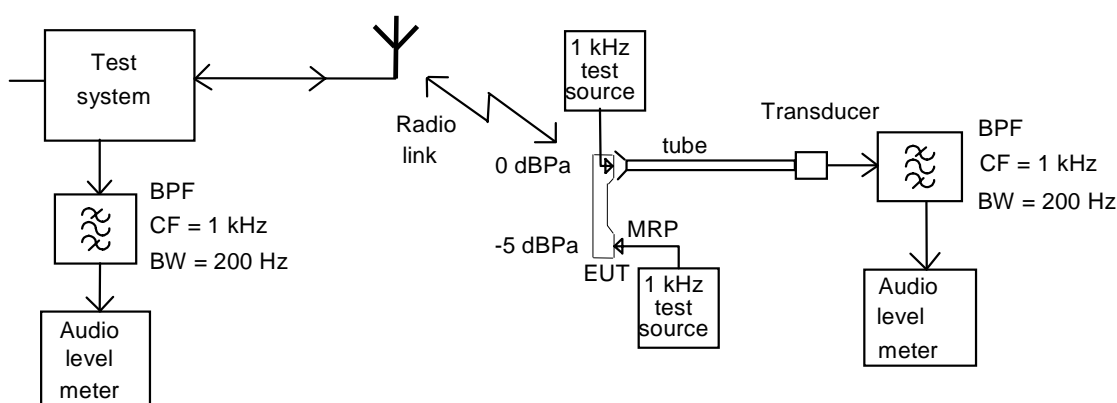 Test
system
BPF
CF = 1 kHz
BW = 200 Hz
Audio
level
meter
Radio
link
1 kHz
test
source
0 dBPa
-5 dBPa
MRP
EUT
1 kHz
test
source
tube
Transducer
BPF
CF = 1 kHz
BW = 200 Hz
Audio
level
meter